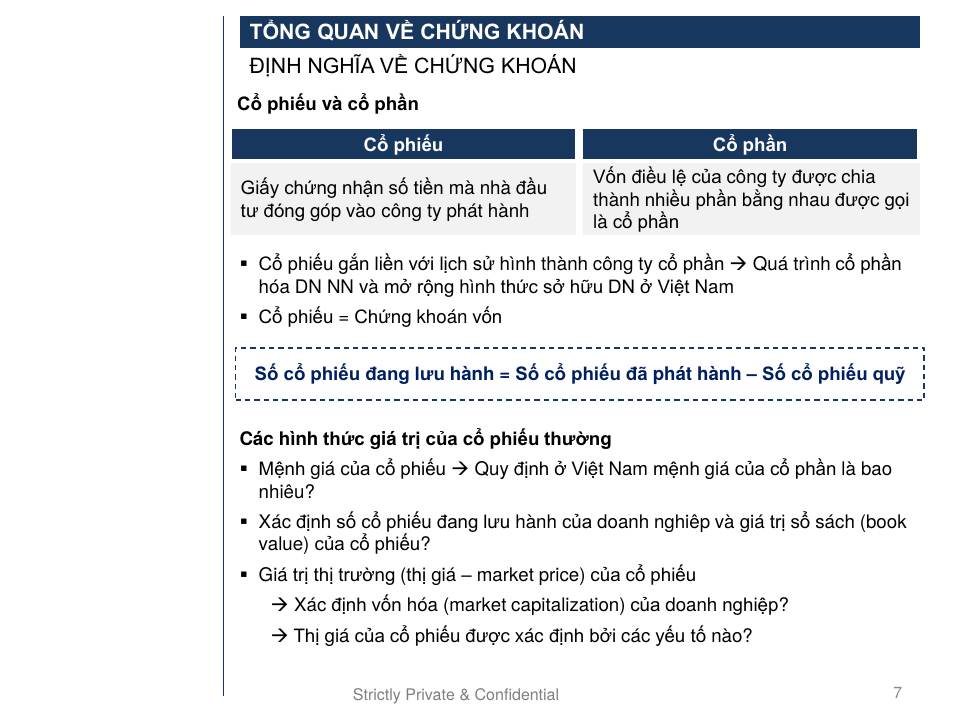 TỔNG QUAN VỀ CHỨNG KHOÁN
ĐỊNH NGHĨA VỀ CHỨNG KHOÁN
Cổ phiếu và cổ phần
Cổ phiếu
Cổ phần
Giấy chứng nhận số tiền mà nhà đầu
tư đóng góp vào công ty phát hành
Vốn điều lệ của công ty được chia
thành nhiều phần bằng nhau được gọi
là cổ phần
▪ Cổ phiếu gắn liền với lịch sử hình thành công ty cổ phần → Quá trình cổ phần
hóa DN NN và mở rộng hình thức sở hữu DN ở Việt Nam
▪ Cổ phiếu = Chứng khoán vốn
Số cổ phiếu đang lưu hành = Số cổ phiếu đã phát hành – Số cổ phiếu quỹ
Các hình thức giá trị của cổ phiếu thường
▪ Mệnh giá của cổ phiếu → Quy định ở Việt Nam mệnh giá của cổ phần là bao
nhiêu?
▪ Xác định số cổ phiếu đang lưu hành của doanh nghiêp và giá trị sổ sách (book
value) của cổ phiếu?
▪ Giá trị thị trường (thị giá – market price) của cổ phiếu
→ Xác định vốn hóa (market capitalization) của doanh nghiệp?
→ Thị giá của cổ phiếu được xác định bởi các yếu tố nào?
Strictly Private & Confidential
7